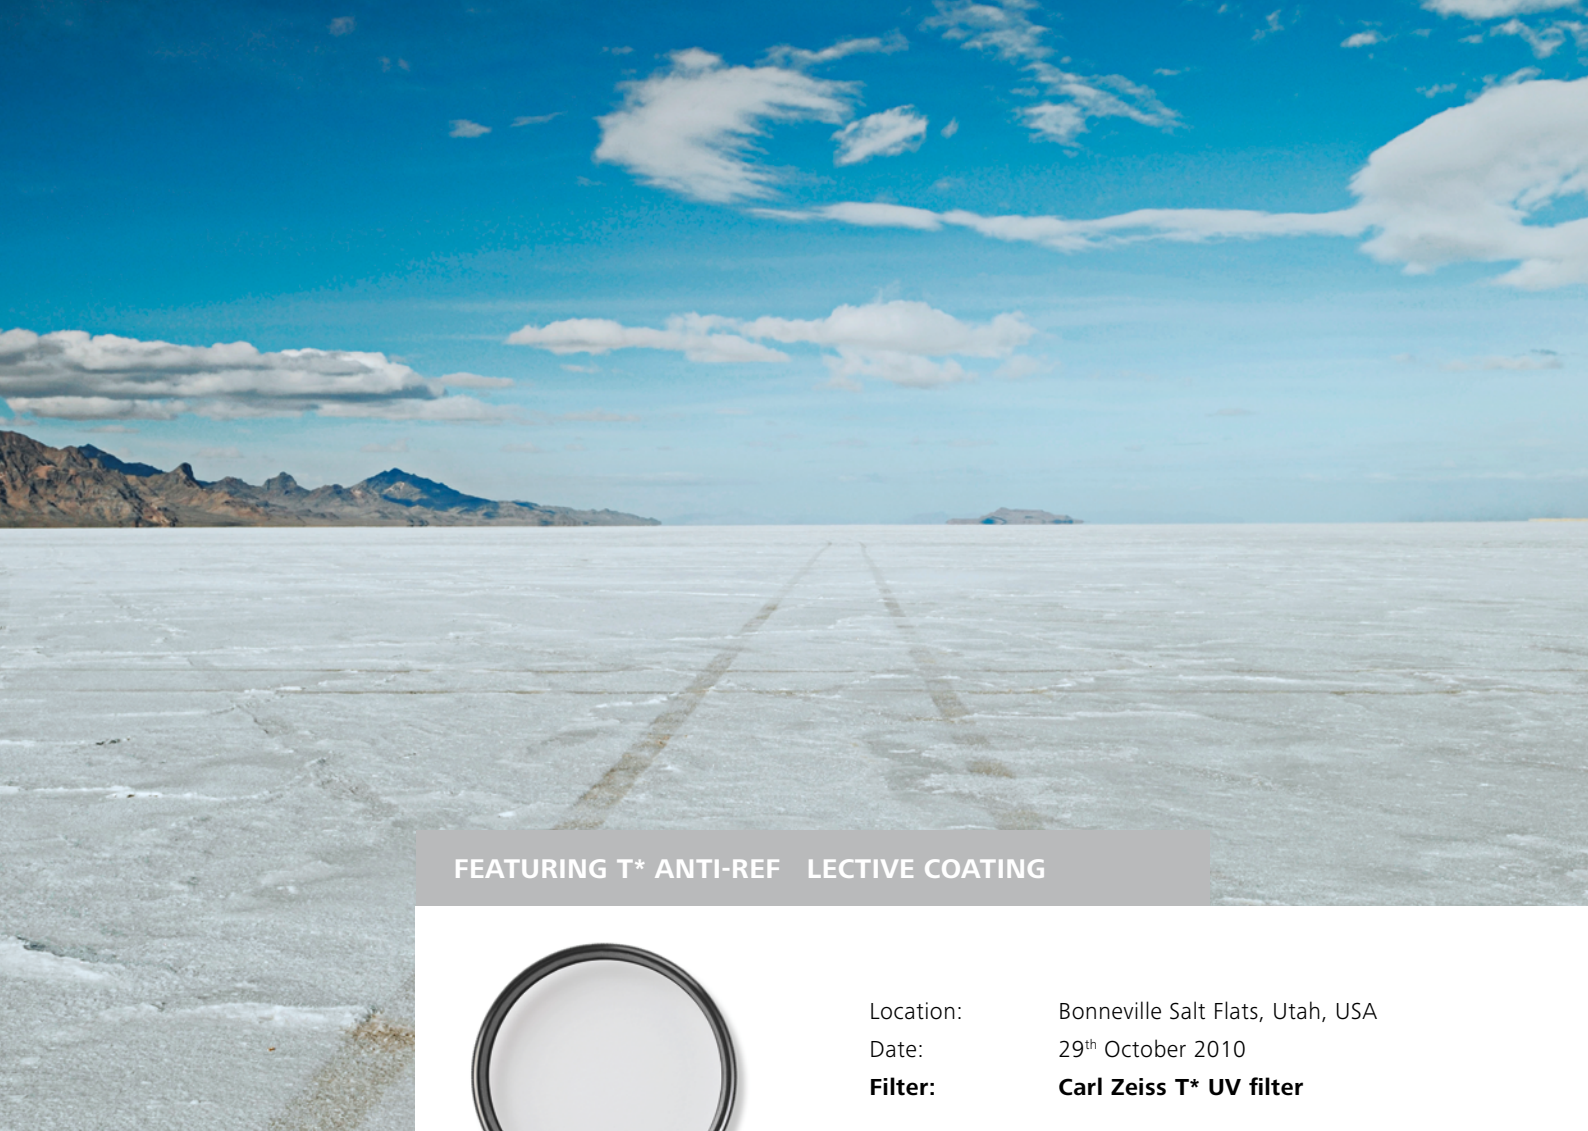 FEATURING T* ANTI-REF LECTIVE COATING
Location: Bonneville Salt Flats, Utah, USA
Date: 29th October 2010
Filter: Carl Zeiss T* UV filter